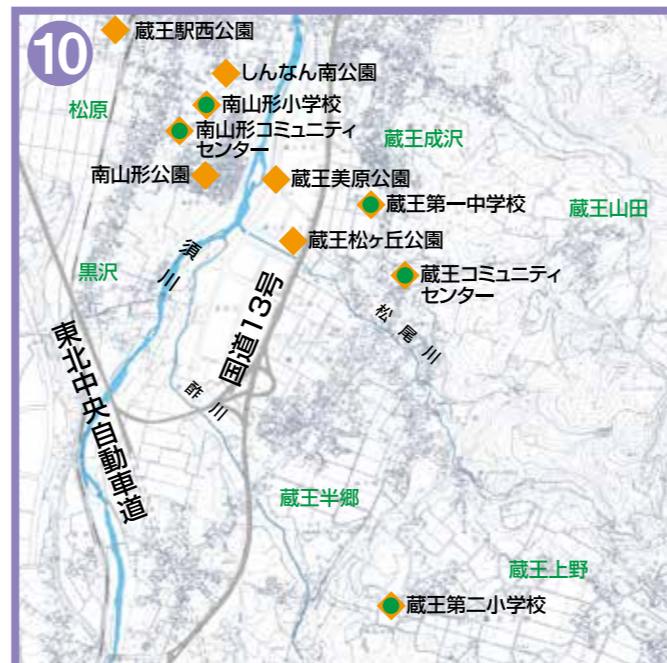 10
蔵王駅西公園
しんなん南公園
松原
南山形小学校
南山形コミュニティ
センター
蔵王成沢
南山形公園
蔵王美原公園
蔵王第一中学校
蔵王山田
蔵王松ヶ丘公園
須川
黒沢
蔵王コミュニティ
センター
国道13号
松尾川
東北中央自動車道
酢川
蔵王半郷
蔵王上野
蔵王第二小学校